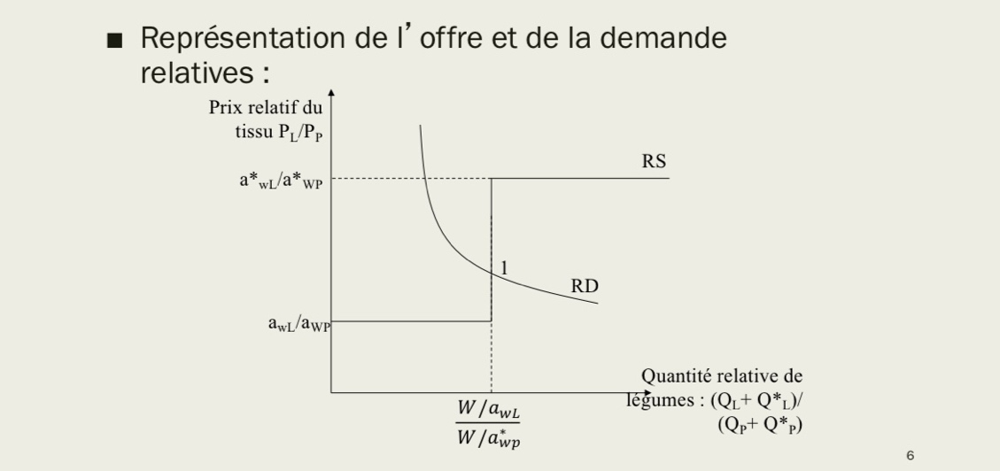 ■ Représentation de l’offre et de la demande
relatives :
Prix relatif du
tissu P_L/P_P
RS
a*_wL/a*_WP
1
RD
a_wL/a_WP
Quantité relative de
légumes : (Q_L+ Q*_L)/
(Q_P+ Q*_P)
W/a_wL
W/a*_wp
6